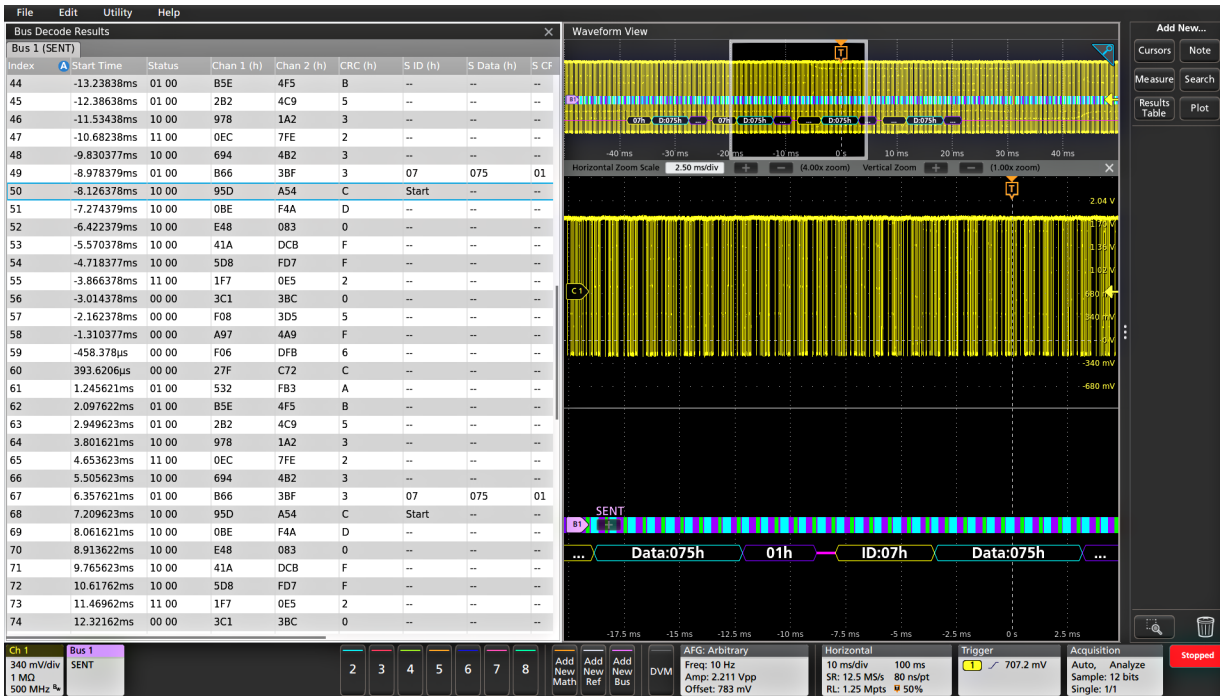 File Edit Utility Help
Bus Decode Results
Bus 1 (SENT)
Index A Start Time Status Chan 1 (h) Chan 2 (h) CRC (h) S ID (h) S Data (h) S CF
44 -13.23838ms 01 00 B5E 4F5 B -- -- --
45 -12.38638ms 01 00 2B2 4C9 5 -- -- --
46 -11.53438ms 10 00 978 1A2 3 -- -- --
47 -10.68238ms 11 00 0EC 7FE 2 -- -- --
48 -9.830377ms 10 00 694 4B2 3 -- -- --
49 -8.978379ms 01 00 B66 3BF 3 07 075 01
50 -8.126378ms 10 00 95D A54 C Start -- --
51 -7.274379ms 10 00 0BE F4A D -- -- --
52 -6.422379ms 10 00 E48 083 0 -- -- --
53 -5.570378ms 10 00 41A DCB F -- -- --
54 -4.718377ms 10 00 5D8 FD7 F -- -- --
55 -3.866378ms 11 00 1F7 0E5 2 -- -- --
56 -3.014378ms 00 00 3C1 3BC 0 -- -- --
57 -2.162378ms 00 00 F08 3D5 5 -- -- --
58 -1.310377ms 00 00 A97 4A9 F -- -- --
59 -458.378µs 00 00 F06 DFB 6 -- -- --
60 393.6206µs 00 00 27F C72 C -- -- --
61 1.245621ms 01 00 532 FB3 A -- -- --
62 2.097622ms 01 00 B5E 4F5 B -- -- --
63 2.949623ms 01 00 2B2 4C9 5 -- -- --
64 3.801621ms 10 00 978 1A2 3 -- -- --
65 4.653623ms 11 00 0EC 7FE 2 -- -- --
66 5.505623ms 10 00 694 4B2 3 -- -- --
67 6.357621ms 01 00 B66 3BF 3 07 075 01
68 7.209623ms 10 00 95D A54 C Start -- --
69 8.061621ms 10 00 0BE F4A D -- -- --
70 8.913622ms 10 00 E48 083 0 -- -- --
71 9.765623ms 10 00 41A DCB F -- -- --
72 10.61762ms 10 00 5D8 FD7 F -- -- --
73 11.46962ms 11 00 1F7 0E5 2 -- -- --
74 12.32162ms 00 00 3C1 3BC 0 -- -- --
Waveform View
T
07h D:075h ... 07h D:075h ... ... D:075h ... ... D:075h ...
-40 ms -30 ms -20 ms -10 ms 0 s 10 ms 20 ms 30 ms 40 ms
Horizontal Zoom Scale 2.50 ms/div + — (4.00x zoom) Vertical Zoom + — (1.00x zoom)
T
2.04 V
1.02 V
C 1
680 mV
340 mV
0 V
-340 mV
-680 mV
SENT
B1
... Data:075h 01h ID:07h Data:075h ...
-17.5 ms -15 ms -12.5 ms -10 ms -7.5 ms -5 ms -2.5 ms 0 s 2.5 ms
Add New...
Cursors Note
Measure Search
Results Table Plot
Ch 1
340 mV/div
1 MΩ
500 MHz
Bus 1
SENT
2 3 4 5 6 7 8
Add New Math
Add New Ref
Add New Bus
DVM
AFG: Arbitrary
Freq: 10 Hz
Amp: 2.211 Vpp
Offset: 783 mV
Horizontal
10 ms/div 100 ms
SR: 12.5 MS/s 80 ns/pt
RL: 1.25 Mpts 50%
Trigger
1 707.2 mV
Acquisition
Auto, Analyze
Sample: 12 bits
Single: 1/1
Stopped